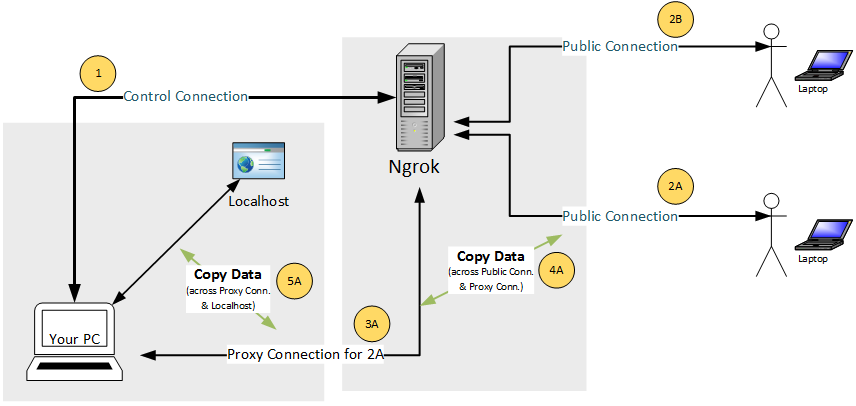 2B
Public Connection
Laptop
1
Control Connection
Ngrok
Localhost
2A
Public Connection
Laptop
Copy Data
(across Public Conn.
& Proxy Conn.)
4A
Copy Data
(across Proxy Conn.
& Localhost)
5A
3A
Your PC
Proxy Connection for 2A